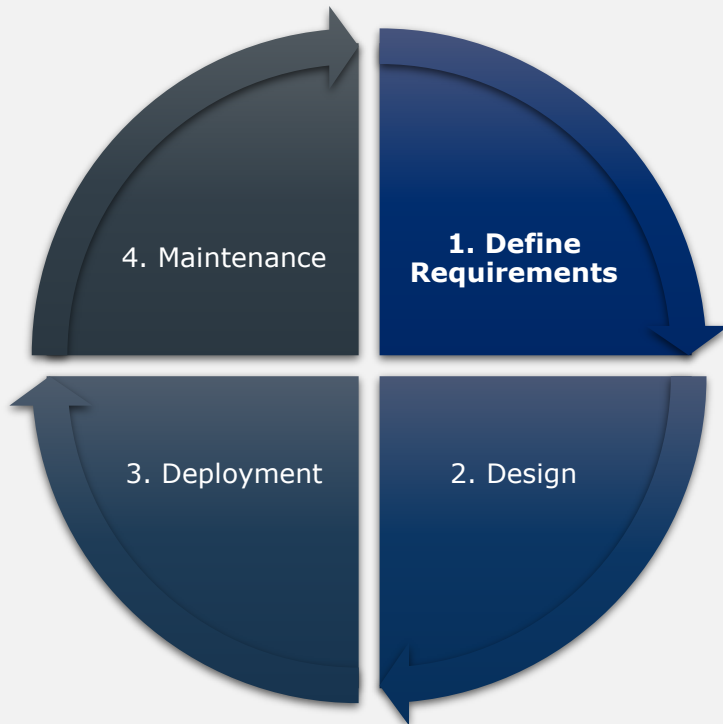 1. Define
Requirements
2. Design
3. Deployment
4. Maintenance